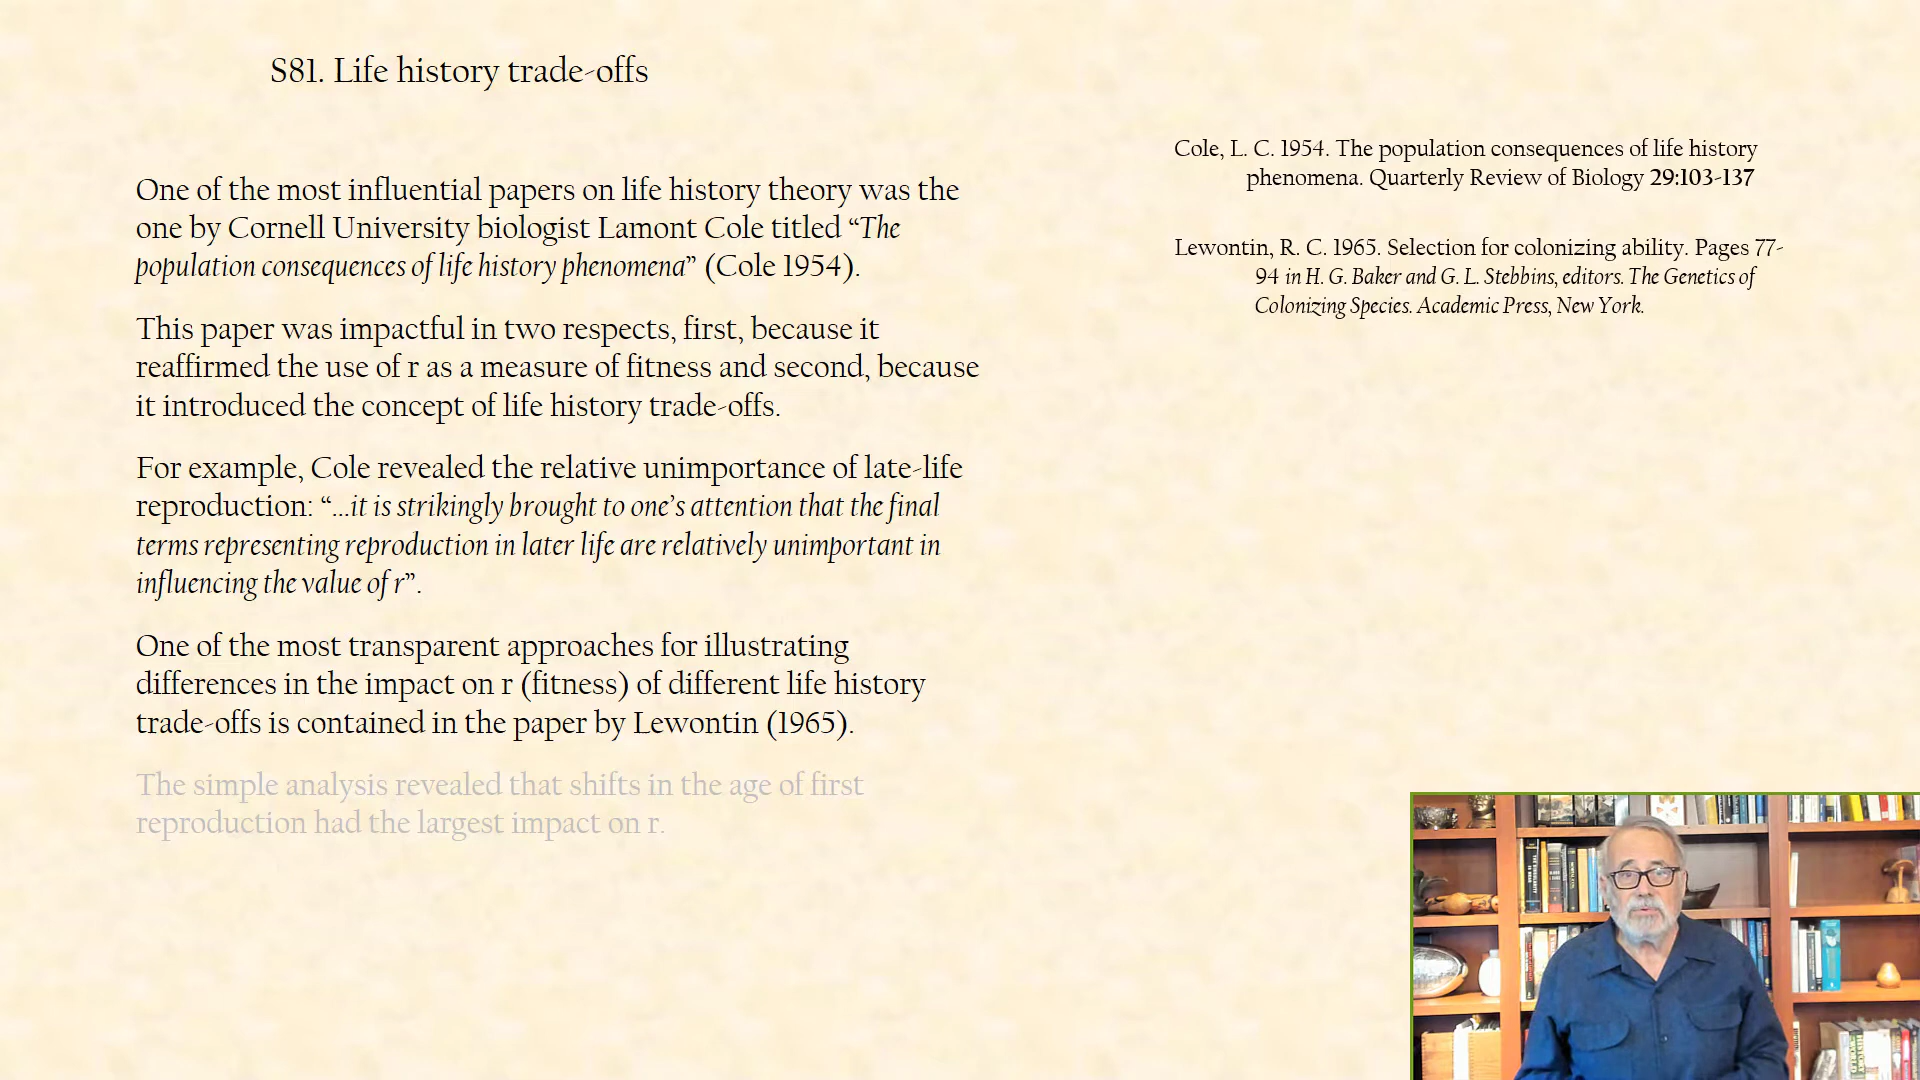 S81. Life history trade-offs
One of the most influential papers on life history theory was the
one by Cornell University biologist Lamont Cole titled “The
population consequences of life history phenomena” (Cole 1954).
This paper was impactful in two respects, first, because it
reaffirmed the use of r as a measure of fitness and second, because
it introduced the concept of life history trade-offs.
For example, Cole revealed the relative unimportance of late-life
reproduction: “…it is strikingly brought to one’s attention that the final
terms representing reproduction in later life are relatively unimportant in
influencing the value of r”.
One of the most transparent approaches for illustrating
differences in the impact on r (fitness) of different life history
trade-offs is contained in the paper by Lewontin (1965).
The simple analysis revealed that shifts in the age of first
reproduction had the largest impact on r.
Cole, L. C. 1954. The population consequences of life history
phenomena. Quarterly Review of Biology 29:103-137
Lewontin, R. C. 1965. Selection for colonizing ability. Pages 77-
94 in H. G. Baker and G. L. Stebbins, editors. The Genetics of
Colonizing Species. Academic Press, New York.